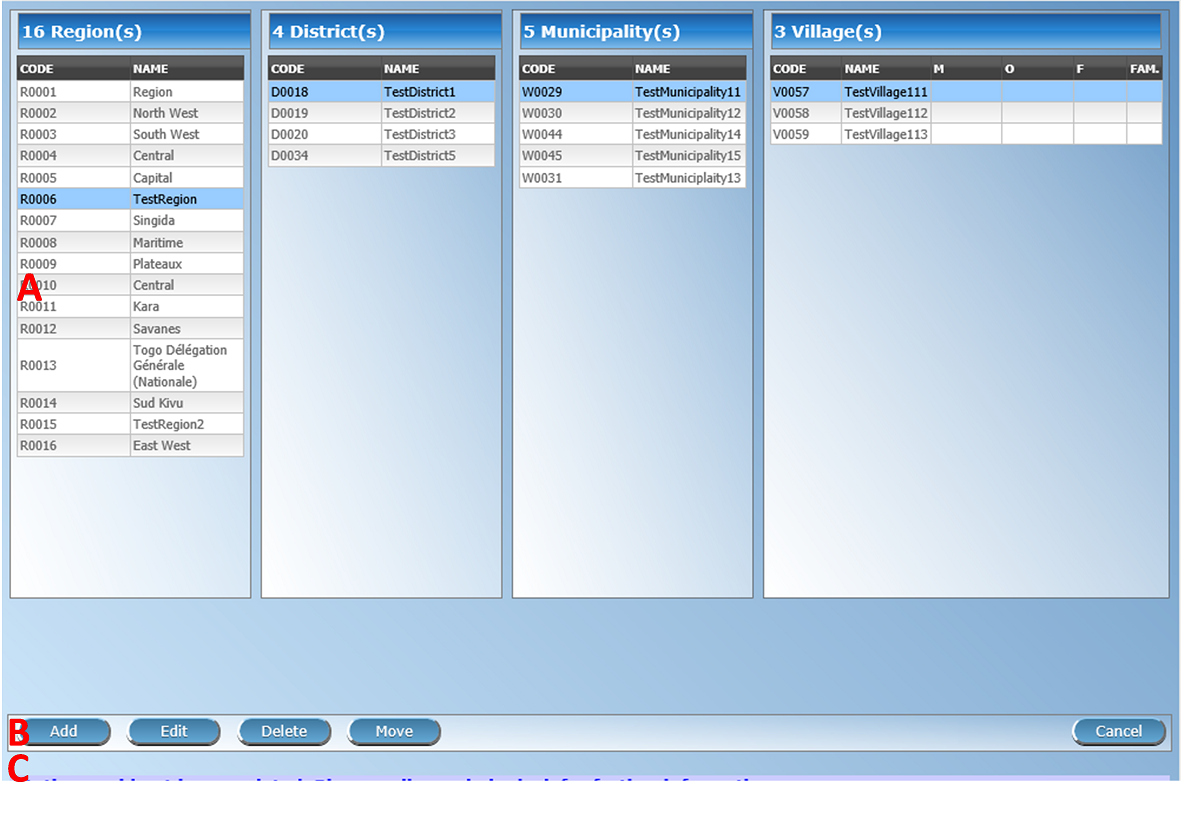 16 Region(s)
CODE NAME
R0001 Region
R0002 North West
R0003 South West
R0004 Central
R0005 Capital
R0006 TestRegion
R0007 Singida
R0008 Maritime
R0009 Plateaux
A
R0010 Central
R0011 Kara
R0012 Savanes
R0013 Togo Délégation
Générale
(Nationale)
R0014 Sud Kivu
R0015 TestRegion2
R0016 East West
4 District(s)
CODE NAME
D0018 TestDistrict1
D0019 TestDistrict2
D0020 TestDistrict3
D0034 TestDistrict5
5 Municipality(s)
CODE NAME
W0029 TestMunicipality11
W0030 TestMunicipality12
W0044 TestMunicipality14
W0045 TestMunicipality15
W0031 TestMuniciplaity13
3 Village(s)
CODE NAME M O F FAM.
V0057 TestVillage111
V0058 TestVillage112
V0059 TestVillage113
B Add Edit Delete Move Cancel
C